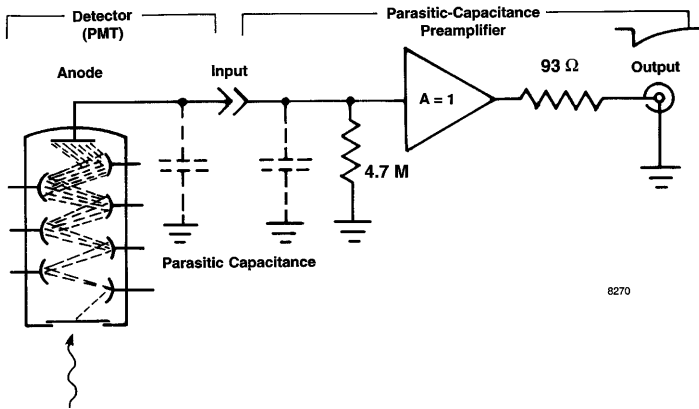 Detector
(PMT)
Parasitic-Capacitance
Preamplifier
Anode
Input
93 Ω
Output
A = 1
4.7 M
Parasitic Capacitance
8270